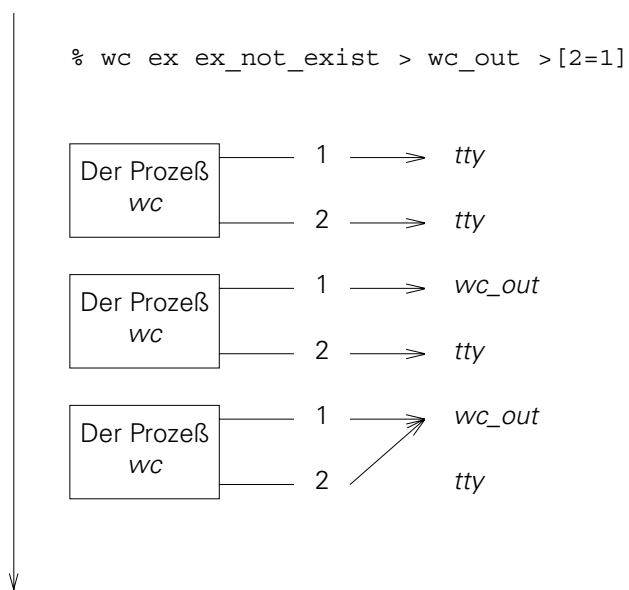 % wc ex ex_not_exist > wc_out >[2=1]
Der Prozeß
wc
1
tty
2
tty
Der Prozeß
wc
1
wc_out
2
tty
Der Prozeß
wc
1
wc_out
2
tty